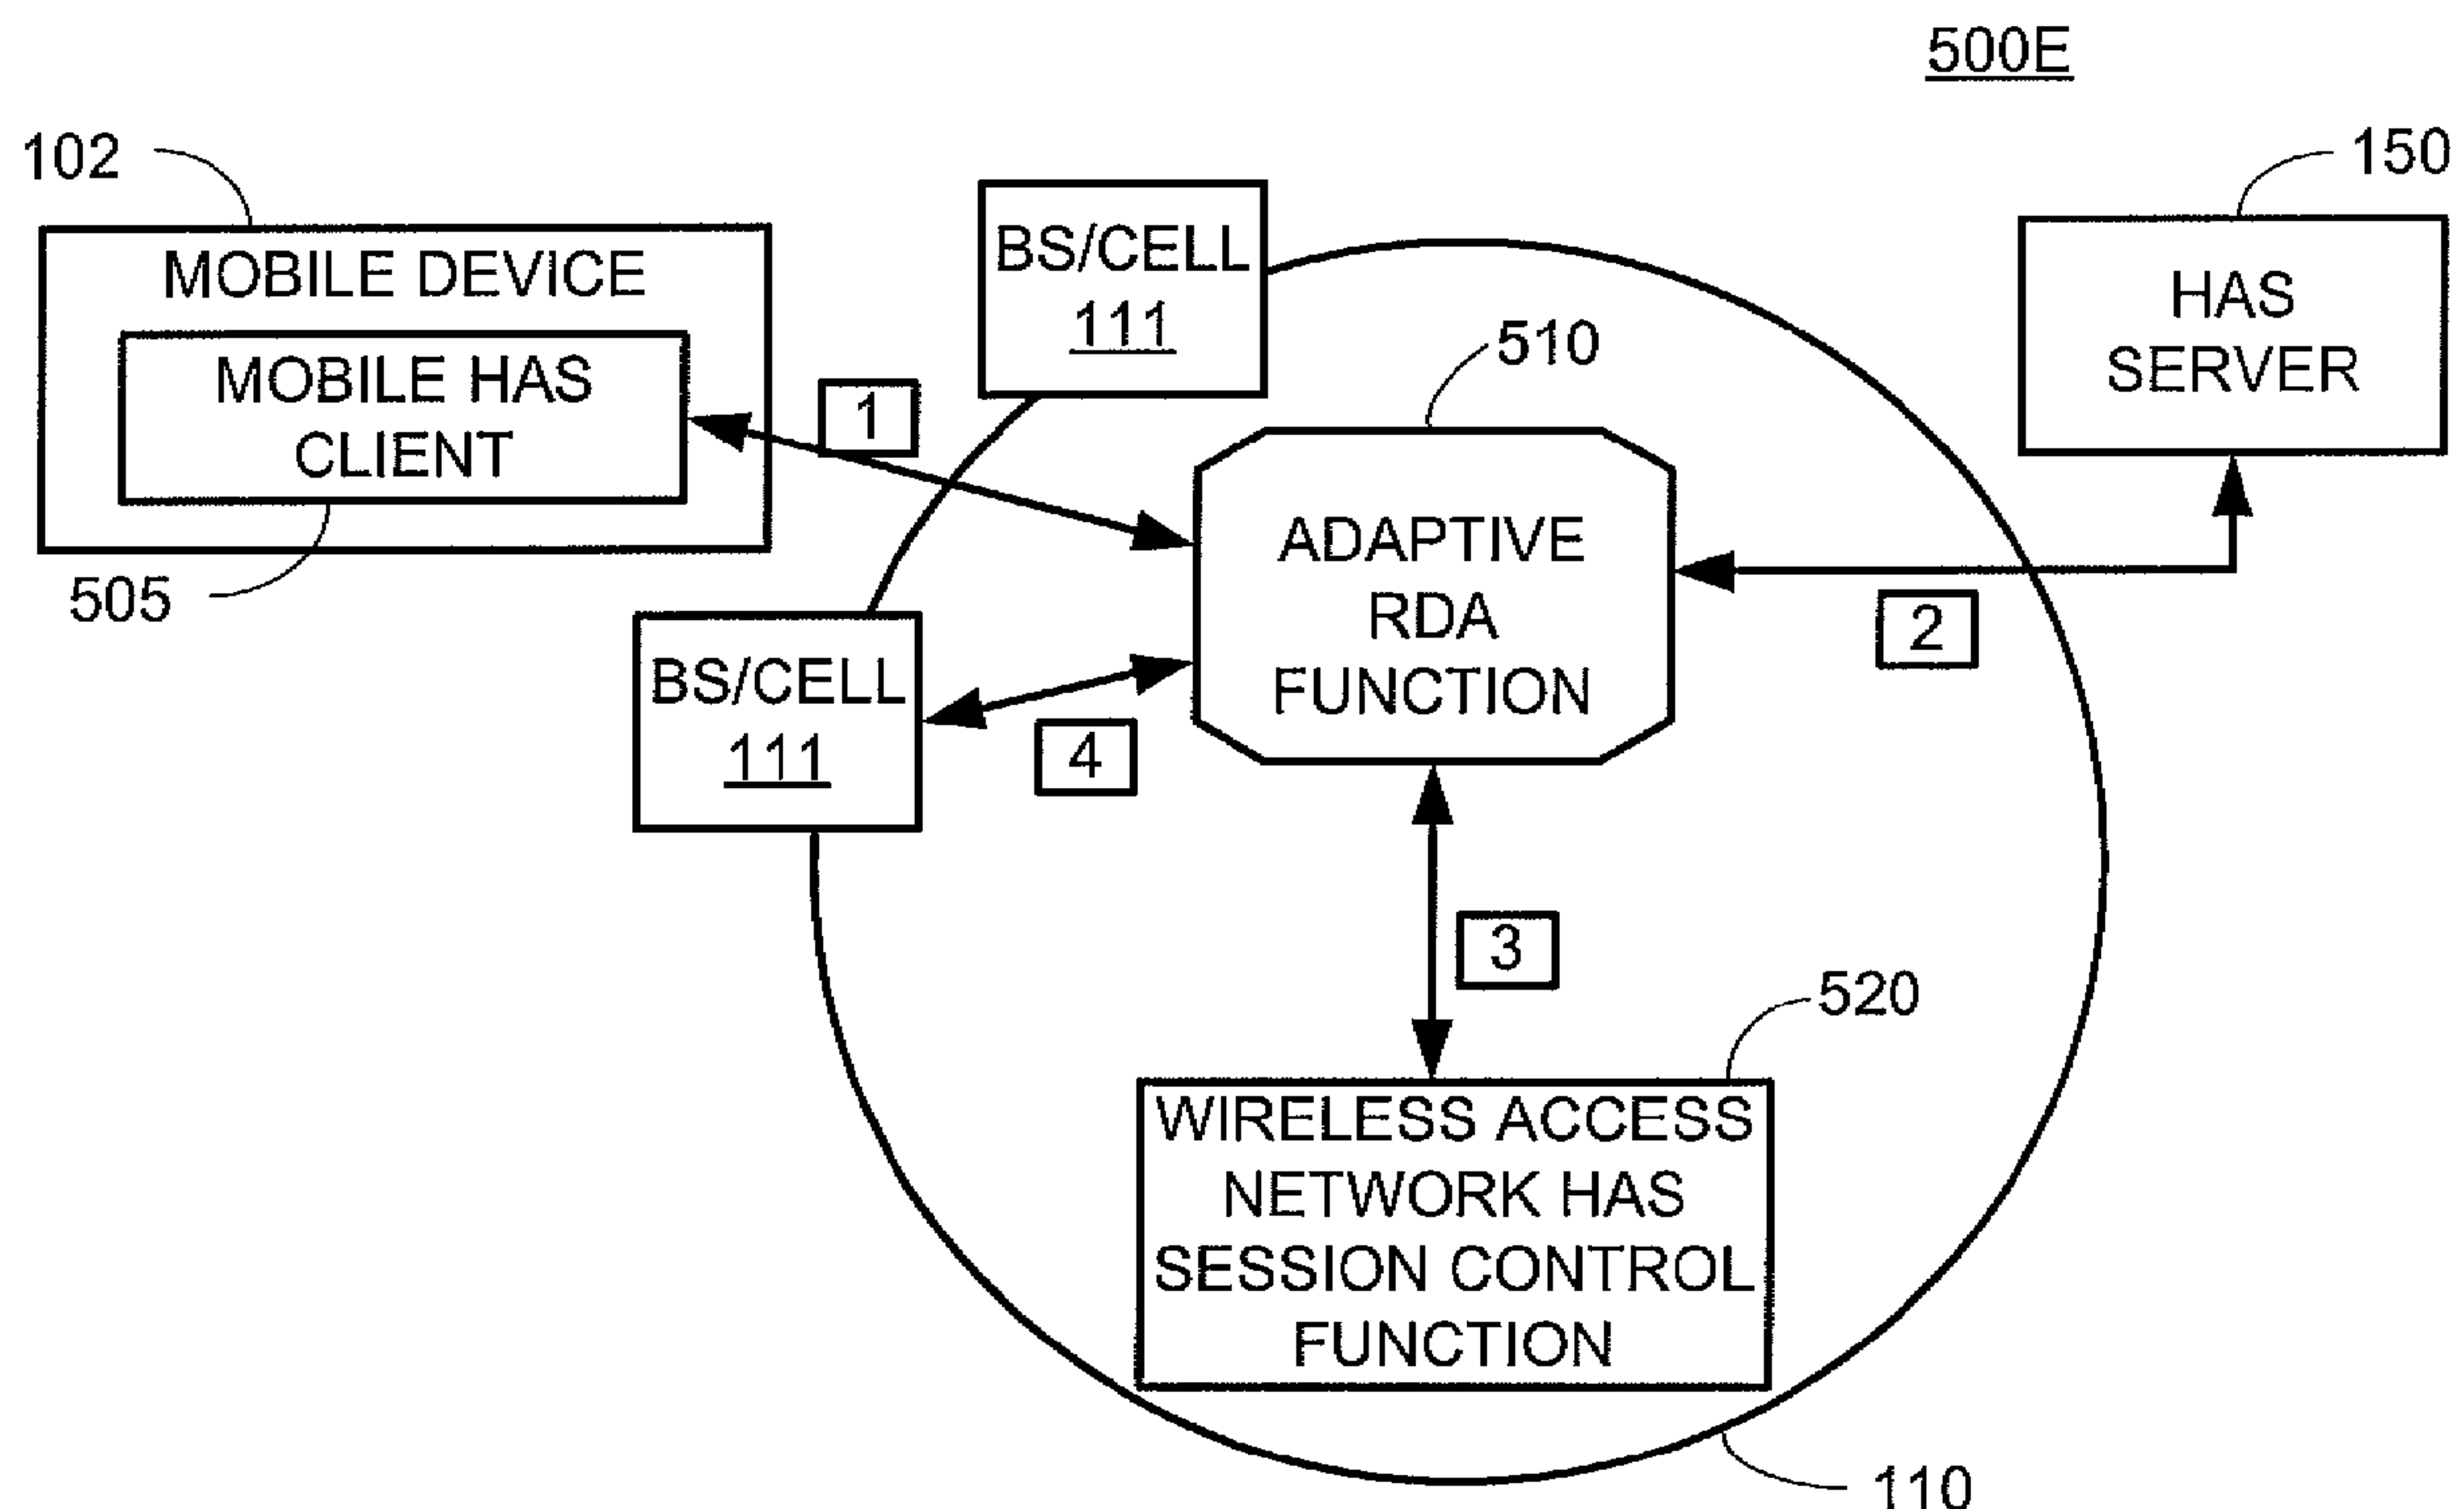 500E
102
150
MOBILE DEVICE
MOBILE HAS
CLIENT
505
BS/CELL
111
1
510
HAS
SERVER
ADAPTIVE
RDA
FUNCTION
2
BS/CELL
111
4
3
520
WIRELESS ACCESS
NETWORK HAS
SESSION CONTROL
FUNCTION
110